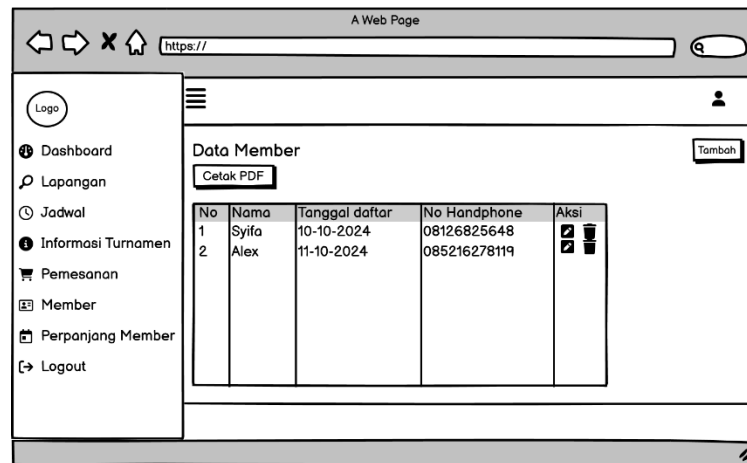 A Web Page
https://
Logo
Dashboard
Lapangan
Jadwal
Informasi Turnamen
Pemesanan
Member
Perpanjang Member
Logout
Data Member
Tambah
Cetak PDF
No Nama Tanggal daftar No Handphone Aksi
1 Syifa 10-10-2024 08126825648
2 Alex 11-10-2024 085216278119